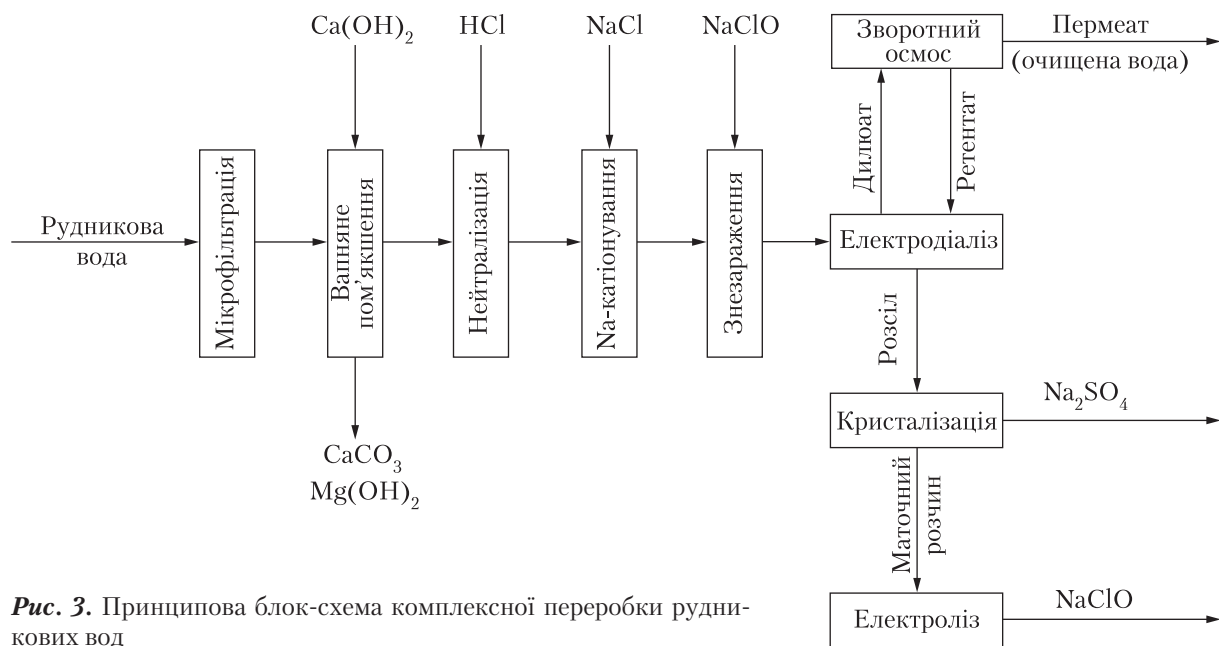 Ca(OH)₂
HCl
NaCl
NaClO
Зворотний
осмос
Пермеат
(очищена вода)
Рудникова
вода
Мікрофільтрація
Вапняне
пом’якшення
Нейтралізація
Na-катіонування
Знезараження
Дилюат
Ретентат
Електродіаліз
Розсіл
CaCO₃
Mg(OH)₂
Кристалізація
Na₂SO₄
Маточний
розчин
Електроліз
NaClO
Рис. 3. Принципова блок-схема комплексної переробки рудни-
кових вод